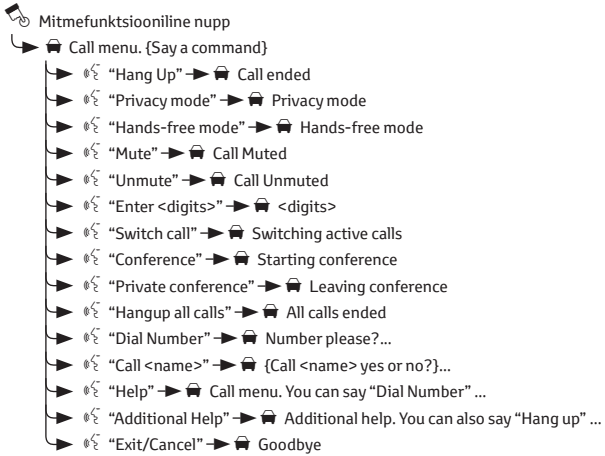 Mitmefunktsiooniline nupp
Call menu. {Say a command}
“Hang Up” Call ended
“Privacy mode” Privacy mode
“Hands-free mode” Hands-free mode
“Mute” Call Muted
“Unmute” Call Unmuted
“Enter <digits>” <digits>
“Switch call” Switching active calls
“Conference” Starting conference
“Private conference” Leaving conference
“Hangup all calls” All calls ended
“Dial Number” Number please?...
“Call <name>” {Call <name> yes or no?}...
“Help” Call menu. You can say “Dial Number” ...
“Additional Help” Additional help. You can also say “Hang up” ...
“Exit/Cancel” Goodbye